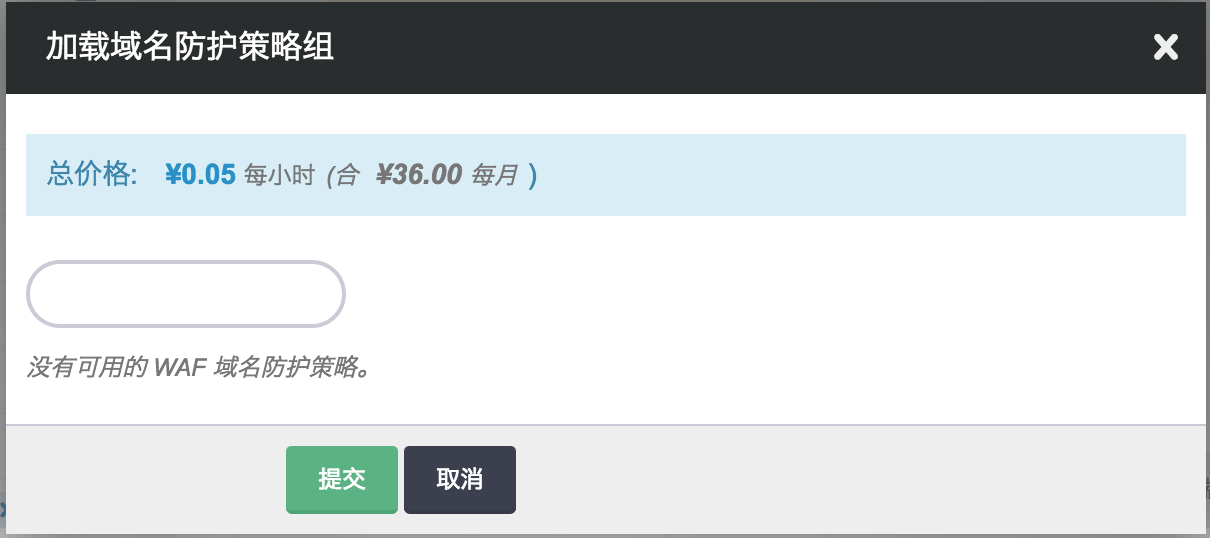 加载域名防护策略组
总价格: ¥0.05 每小时 (合 ¥36.00 每月 )
没有可用的 WAF 域名防护策略。
提交 取消